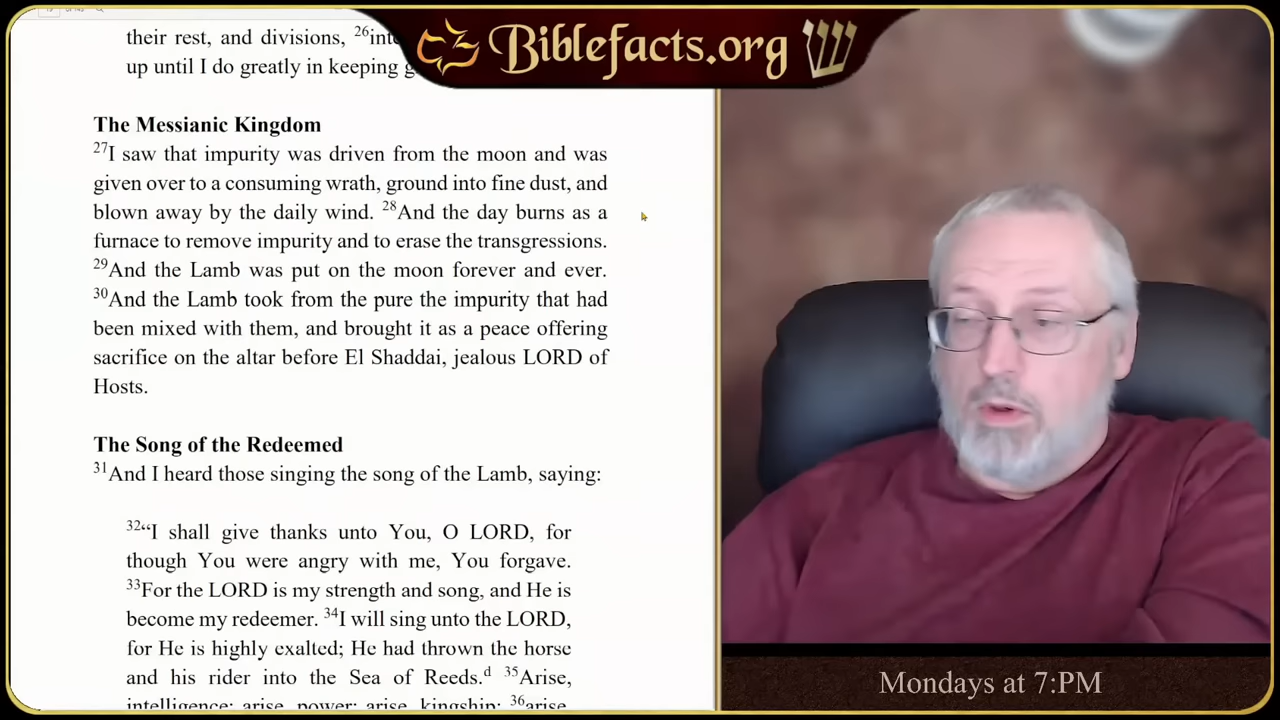 Biblefacts.org
their rest, and divisions, ²⁶
up until I do greatly in keeping
The Messianic Kingdom
²⁷I saw that impurity was driven from the moon and was
given over to a consuming wrath, ground into fine dust, and
blown away by the daily wind. ²⁸And the day burns as a
furnace to remove impurity and to erase the transgressions.
²⁹And the Lamb was put on the moon forever and ever.
³⁰And the Lamb took from the pure the impurity that had
been mixed with them, and brought it as a peace offering
sacrifice on the altar before El Shaddai, jealous LORD of
Hosts.
The Song of the Redeemed
³¹And I heard those singing the song of the Lamb, saying:
³²“I shall give thanks unto You, O LORD, for
though You were angry with me, You forgave.
³³For the LORD is my strength and song, and He is
become my redeemer. ³⁴I will sing unto the LORD,
for He is highly exalted; He had thrown the horse
and his rider into the Sea of Reeds.ᵈ ³⁵Arise,
intelligence; arise, power; arise, kingship; ³⁶arise,
Mondays at 7:PM